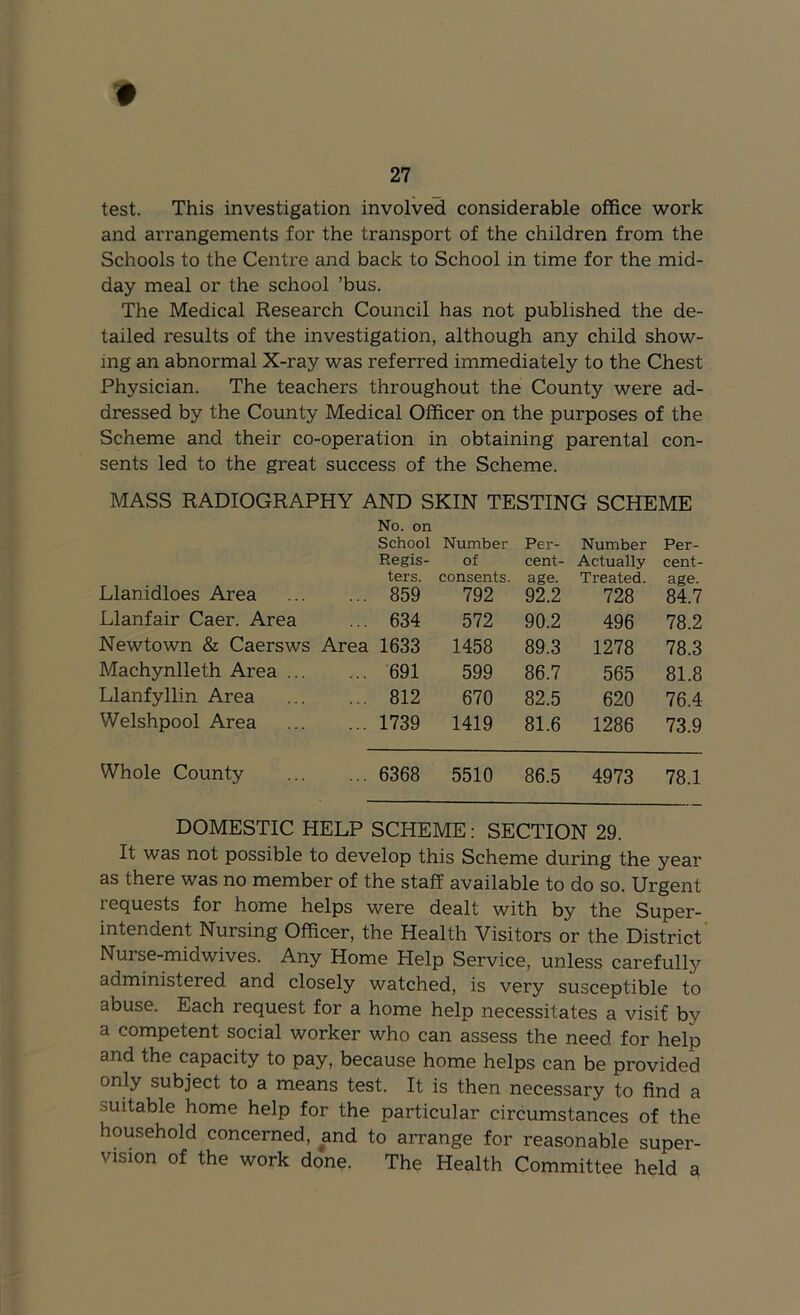 27
test. This investigation involved considerable office work
and arrangements for the transport of the children from the
Schools to the Centre and back to School in time for the mid-
day meal or the school ’bus.
The Medical Research Council has not published the de-
tailed results of the investigation, although any child show-
ing an abnormal X-ray was referred immediately to the Chest
Physician. The teachers throughout the County were ad-
dressed by the County Medical Officer on the purposes of the
Scheme and their co-operation in obtaining parental con-
sents led to the great success of the Scheme.
MASS RADIOGRAPHY AND SKIN TESTING SCHEME
No. on
School Number Per- Number Per-
Regis- of cent- Actually cent-
ters. consents. age. Treated. age.
Llanidloes Area ... ... 859 792 92.2 728 84.7
Llanfair Caer. Area ... 634 572 90.2 496 78.2
Newtown & Caersws Area 1633 1458 89.3 1278 78.3
Machynlleth Area ... ... 691 599 86.7 565 81.8
Llanfyllin Area ... ... 812 670 82.5 620 76.4
Welshpool Area ... ... 1739 1419 81.6 1286 73.9
Whole County ... ... 6368 5510 86.5 4973 78.1
DOMESTIC HELP SCHEME: SECTION 29.
It was not possible to develop this Scheme during the year
as there was no member of the staff available to do so. Urgent
requests for home helps were dealt with by the Super-
intendent Nursing Officer, the Health Visitors or the District
Nurse-midwives. Any Home Help Service, unless carefully
administered and closely watched, is very susceptible to
abuse. Each request for a home help necessitates a visit by
a competent social worker who can assess the need for help
and the capacity to pay, because home helps can be provided
only subject to a means test. It is then necessary to find a
suitable home help for the particular circumstances of the
household concerned, and to arrange for reasonable super-
vision of the work done. The Health Committee held a